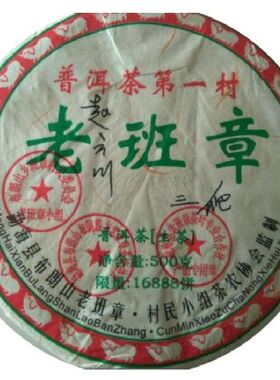 普洱茶第一村
老班章
普洱茶[生茶]
净含量:500克
限量:16888饼
勐海县布朗山老班章·村民小组茶农协会监制
MengHaiXianBuLangShanLaoBanZhang·CunMinXiaoZuChaNongXieHuiJianZhi